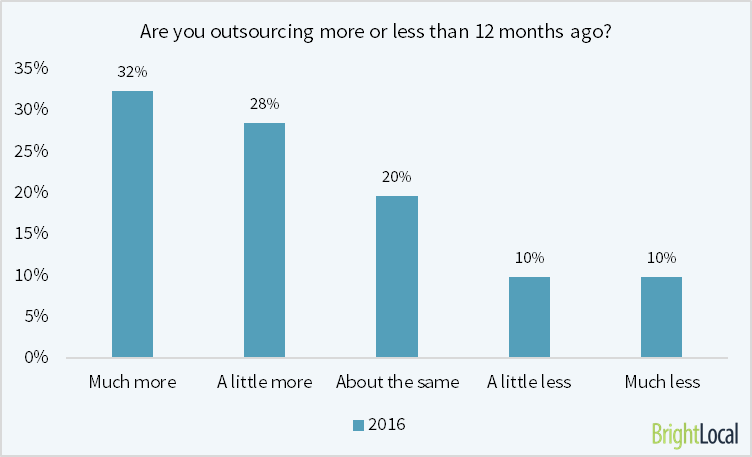 Are you outsourcing more or less than 12 months ago?
35%
30%
25%
20%
15%
10%
5%
0%
32%
28%
20%
10%
10%
Much more
A little more
About the same
A little less
Much less
2016
BrightLocal